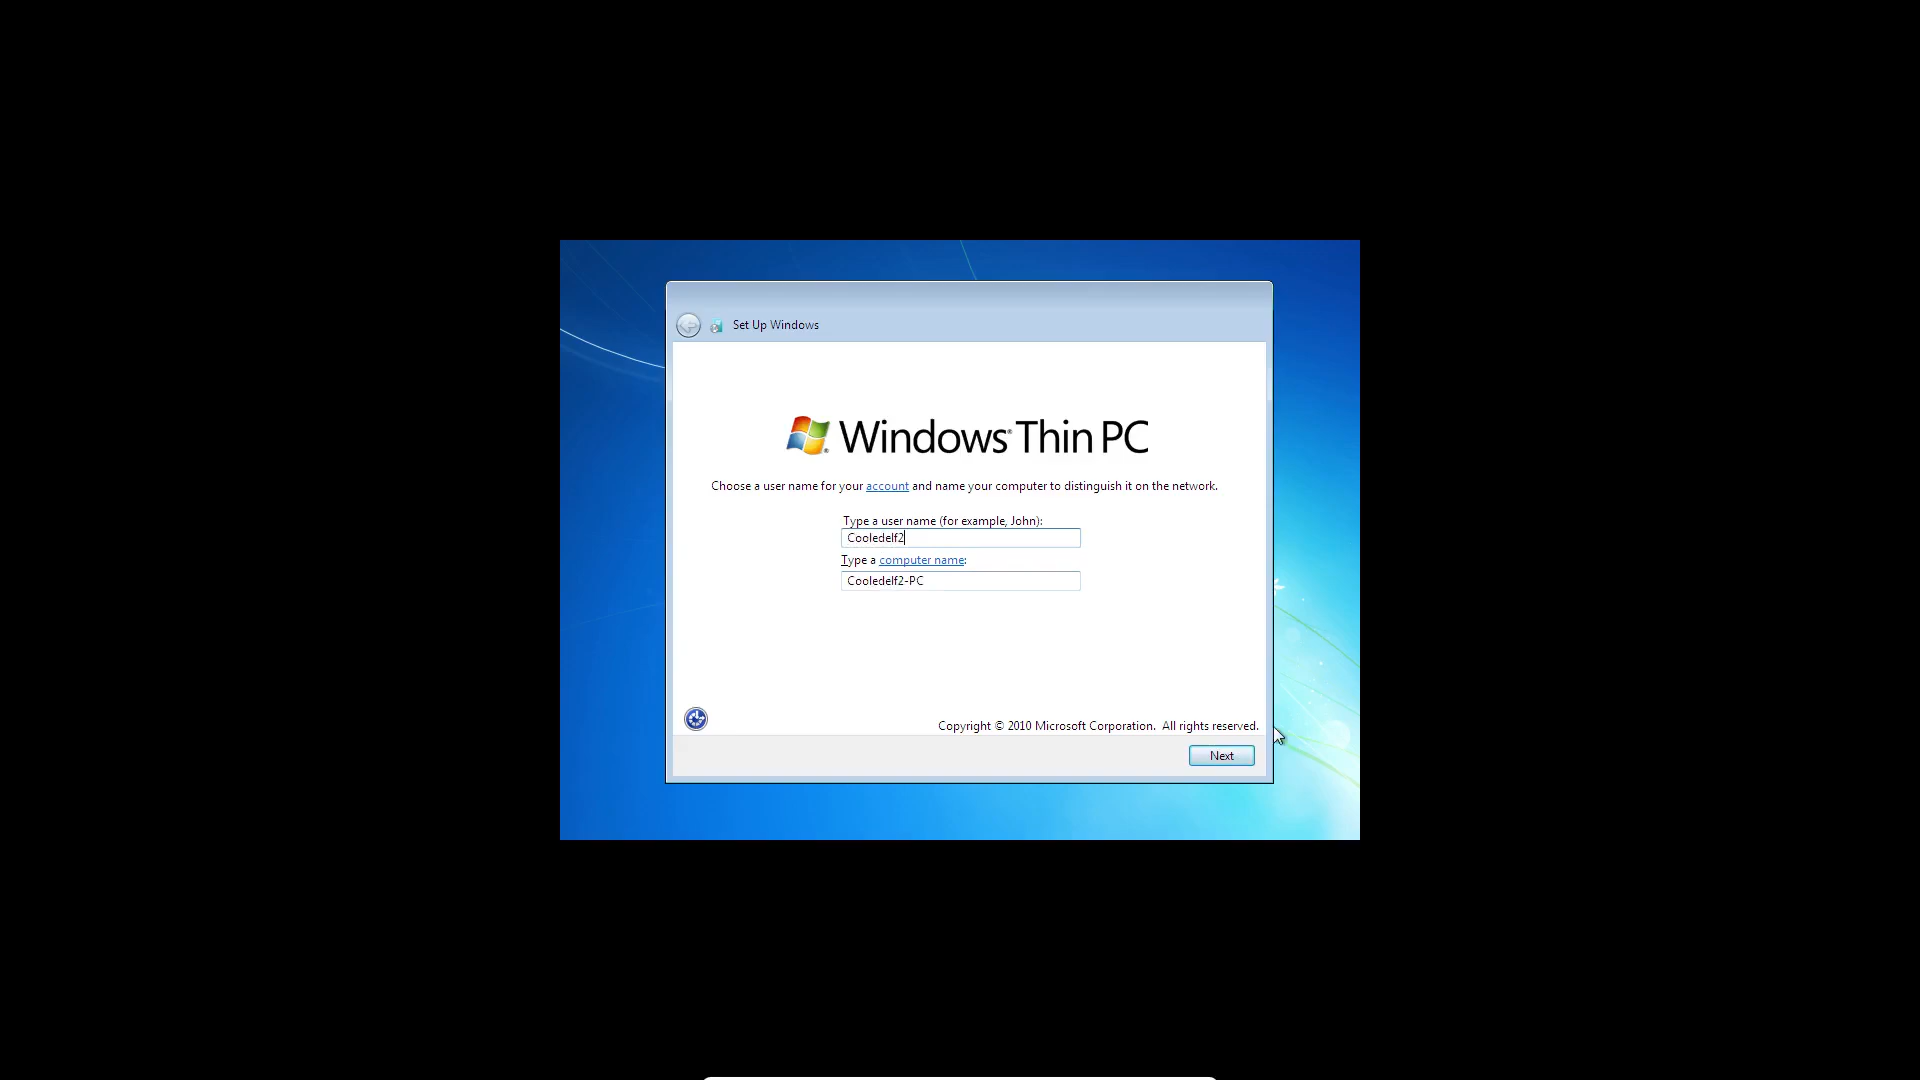 Set Up Windows
Windows® Thin PC
Choose a user name for your account and name your computer to distinguish it on the network.
Type a user name (for example, John):
Cooledelf2
Type a computer name:
Cooledelf2-PC
Copyright © 2010 Microsoft Corporation. All rights reserved.
Next